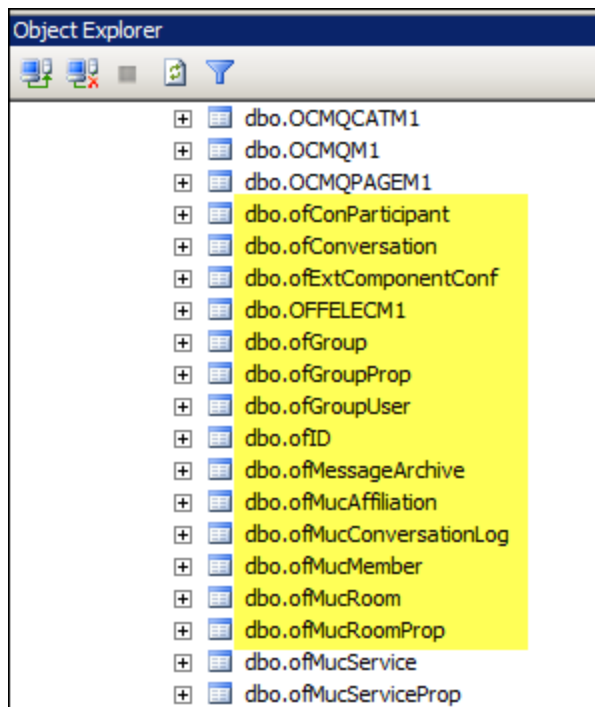 Object Explorer
dbo.OCMQCATM1
dbo.OCMQM1
dbo.OCMQPAGEM1
dbo.ofConParticipant
dbo.ofConversation
dbo.ofExtComponentConf
dbo.OFFELECM1
dbo.ofGroup
dbo.ofGroupProp
dbo.ofGroupUser
dbo.ofID
dbo.ofMessageArchive
dbo.ofMucAffiliation
dbo.ofMucConversationLog
dbo.ofMucMember
dbo.ofMucRoom
dbo.ofMucRoomProp
dbo.ofMucService
dbo.ofMucServiceProp